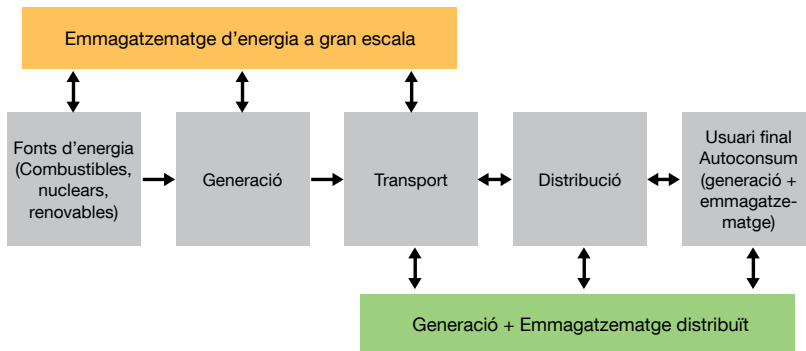 Emmagatzematge d'energia a gran escala
Fonts d'energia
(Combustibles,
nuclears,
renovables)
Generació
Transport
Distribució
Usuari final
Autoconsum
(generació +
emmagatze-
matge)
Generació + Emmagatzematge distribuït